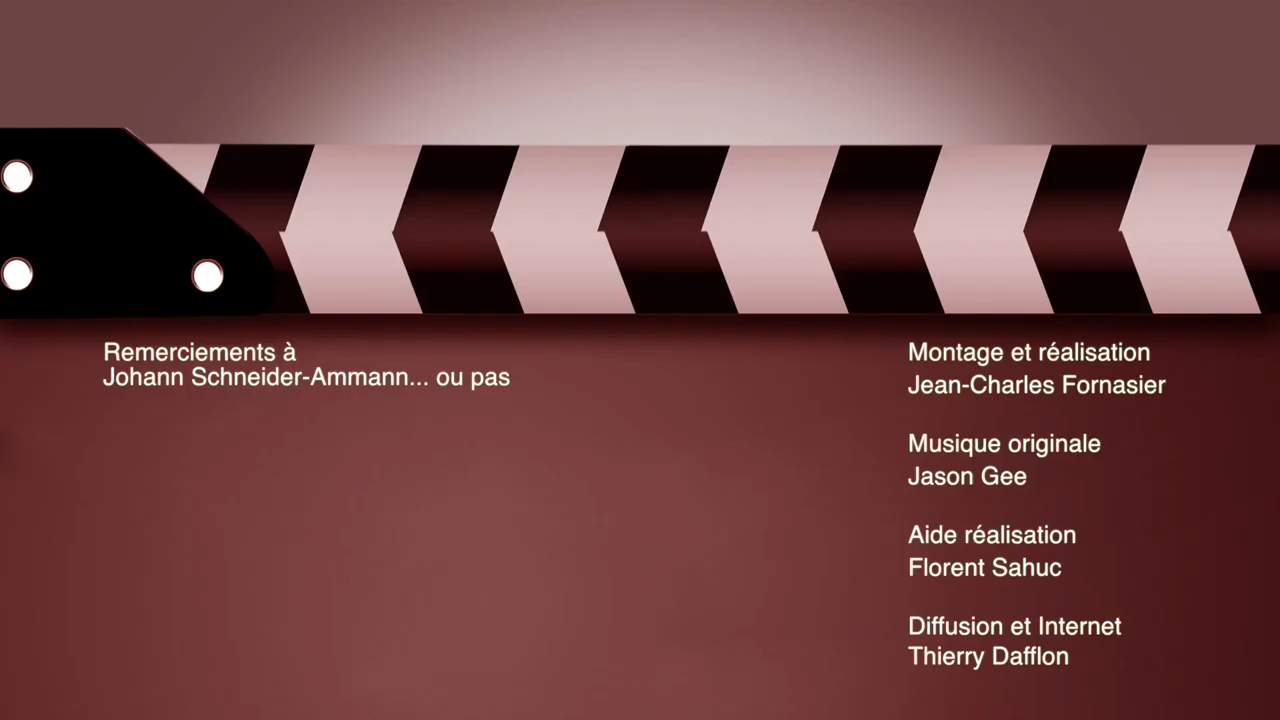 Remerciements à
Johann Schneider-Ammann... ou pas
Montage et réalisation
Jean-Charles Fornasier
Musique originale
Jason Gee
Aide réalisation
Florent Sahuc
Diffusion et Internet
Thierry Dafflon